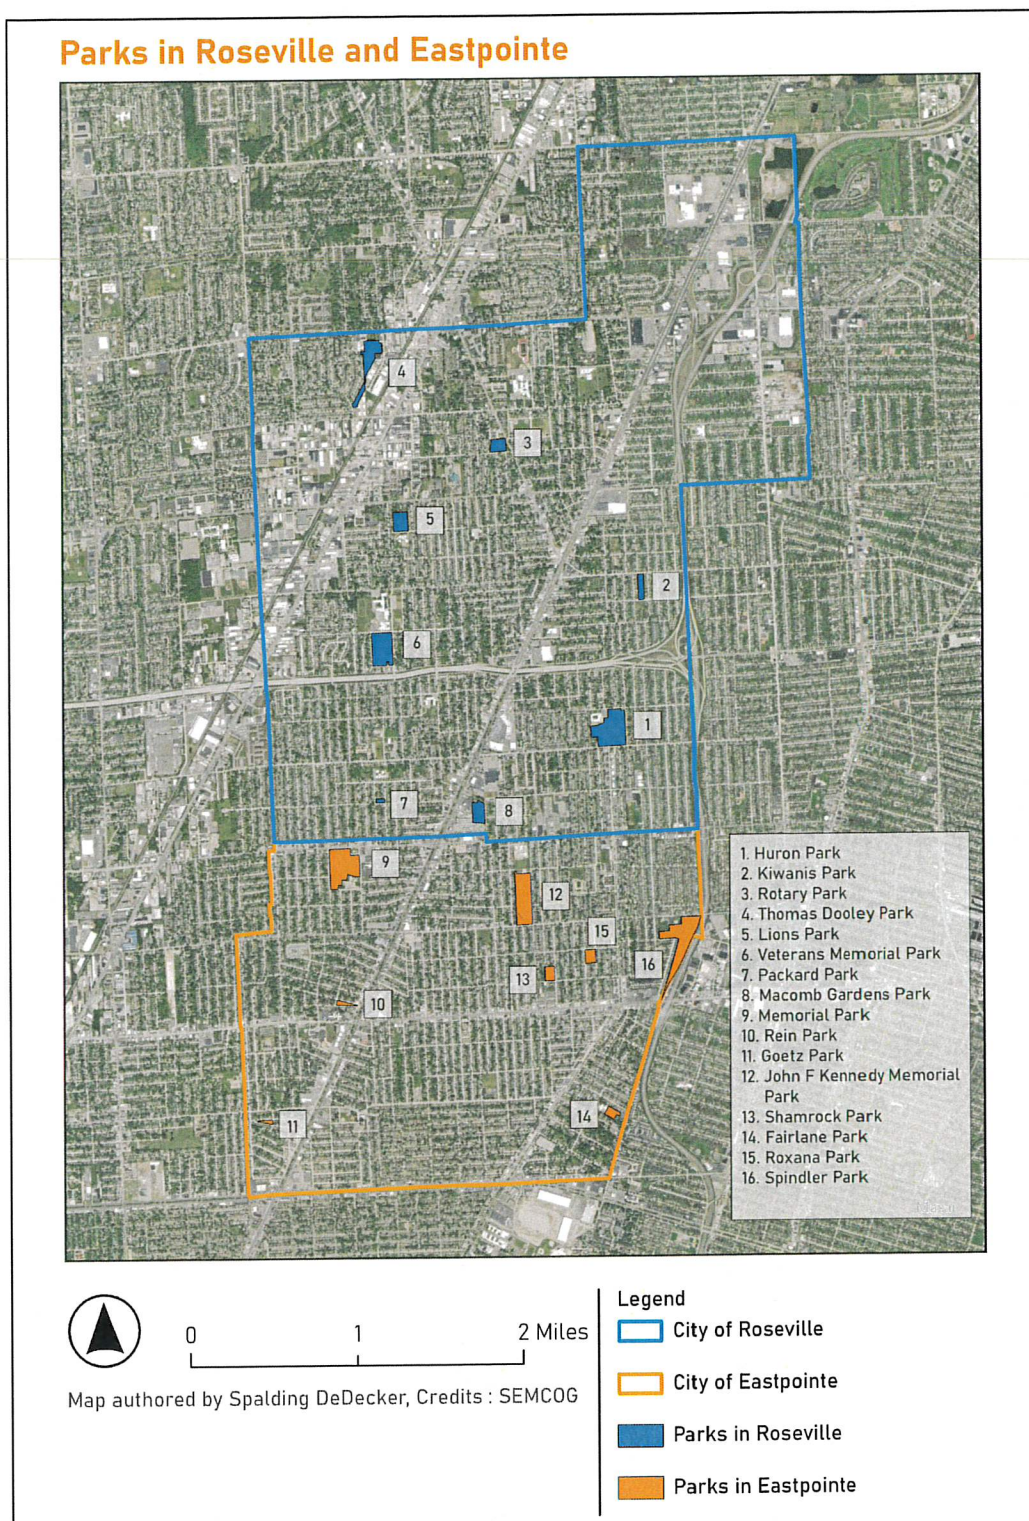 Parks in Roseville and Eastpointe
4
3
5
2
6
1
7
8
9
12
15
13
16
10
14
11
1. Huron Park
2. Kiwanis Park
3. Rotary Park
4. Thomas Dooley Park
5. Lions Park
6. Veterans Memorial Park
7. Packard Park
8. Macomb Gardens Park
9. Memorial Park
10. Rein Park
11. Goetz Park
12. John F Kennedy Memorial
Park
13. Shamrock Park
14. Fairlane Park
15. Roxana Park
16. Spindler Park
0 1 2 Miles
Map authored by Spalding DeDecker, Credits : SEMCOG
Legend
City of Roseville
City of Eastpointe
Parks in Roseville
Parks in Eastpointe